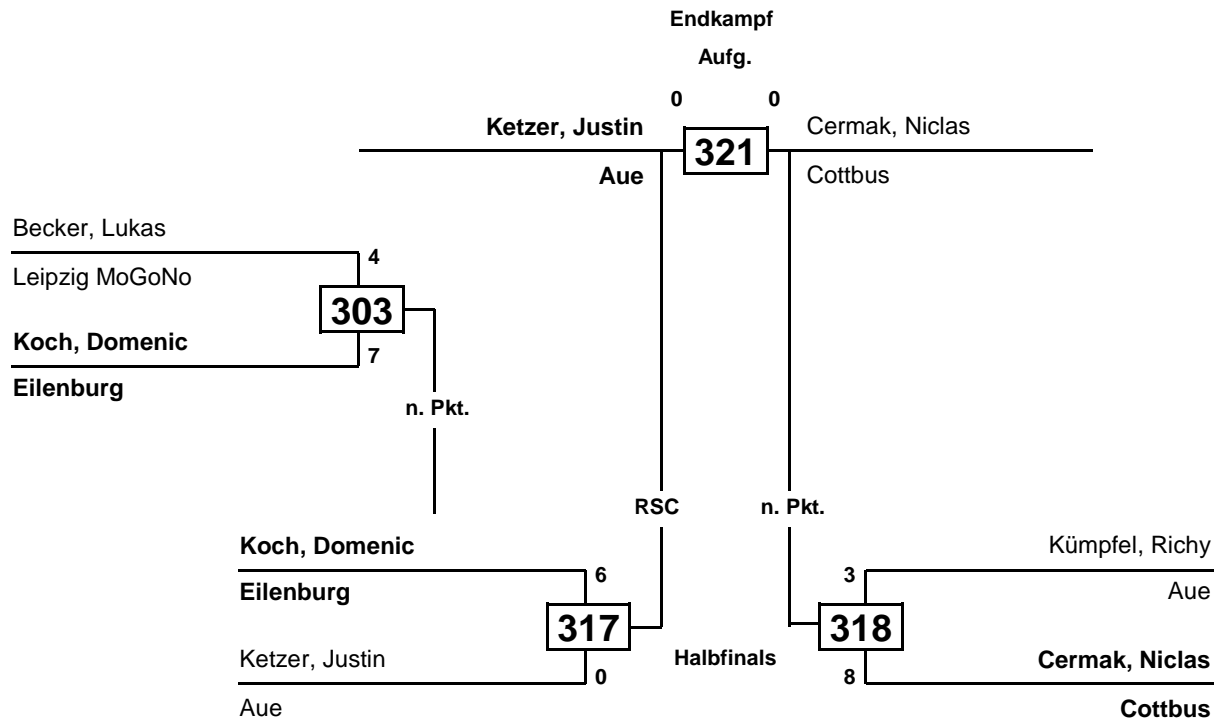 Endkampf
Aufg.
0 0
Ketzer, Justin 321 Cermak, Niclas
Aue Cottbus
Becker, Lukas
4
Leipzig MoGoNo
303
Koch, Domenic
7
Eilenburg
n. Pkt.
RSC n. Pkt.
Koch, Domenic Kümpfel, Richy
6 3
Eilenburg Aue
317 318
Ketzer, Justin Halbfinals Cermak, Niclas
0 8
Aue Cottbus